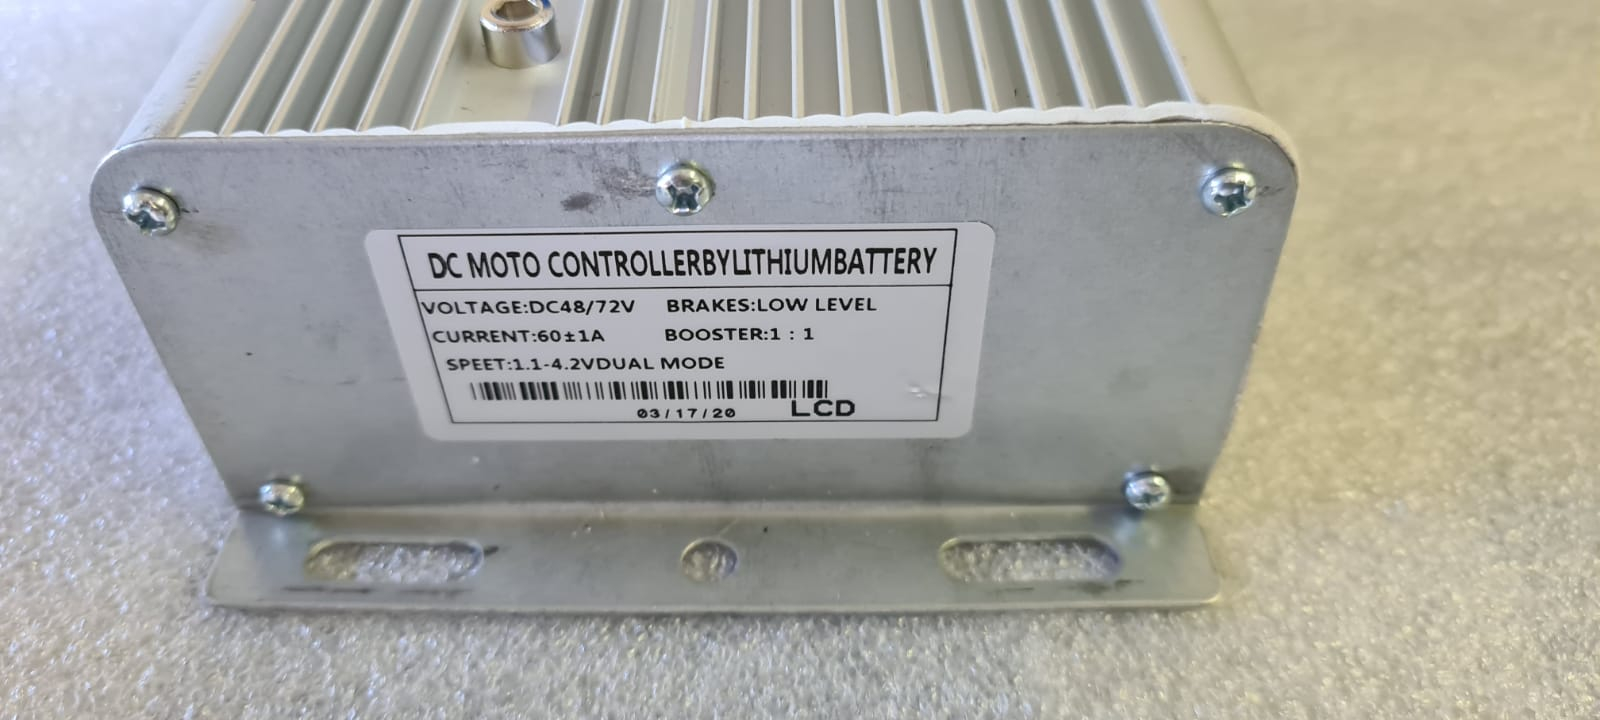 DC MOTO CONTROLLERBYLITHIUMBATTERY
VOLTAGE:DC48/72V BRAKES:LOW LEVEL
CURRENT:60±1A BOOSTER:1 : 1
SPEET:1.1-4.2VDUAL MODE
03/17/20 LCD